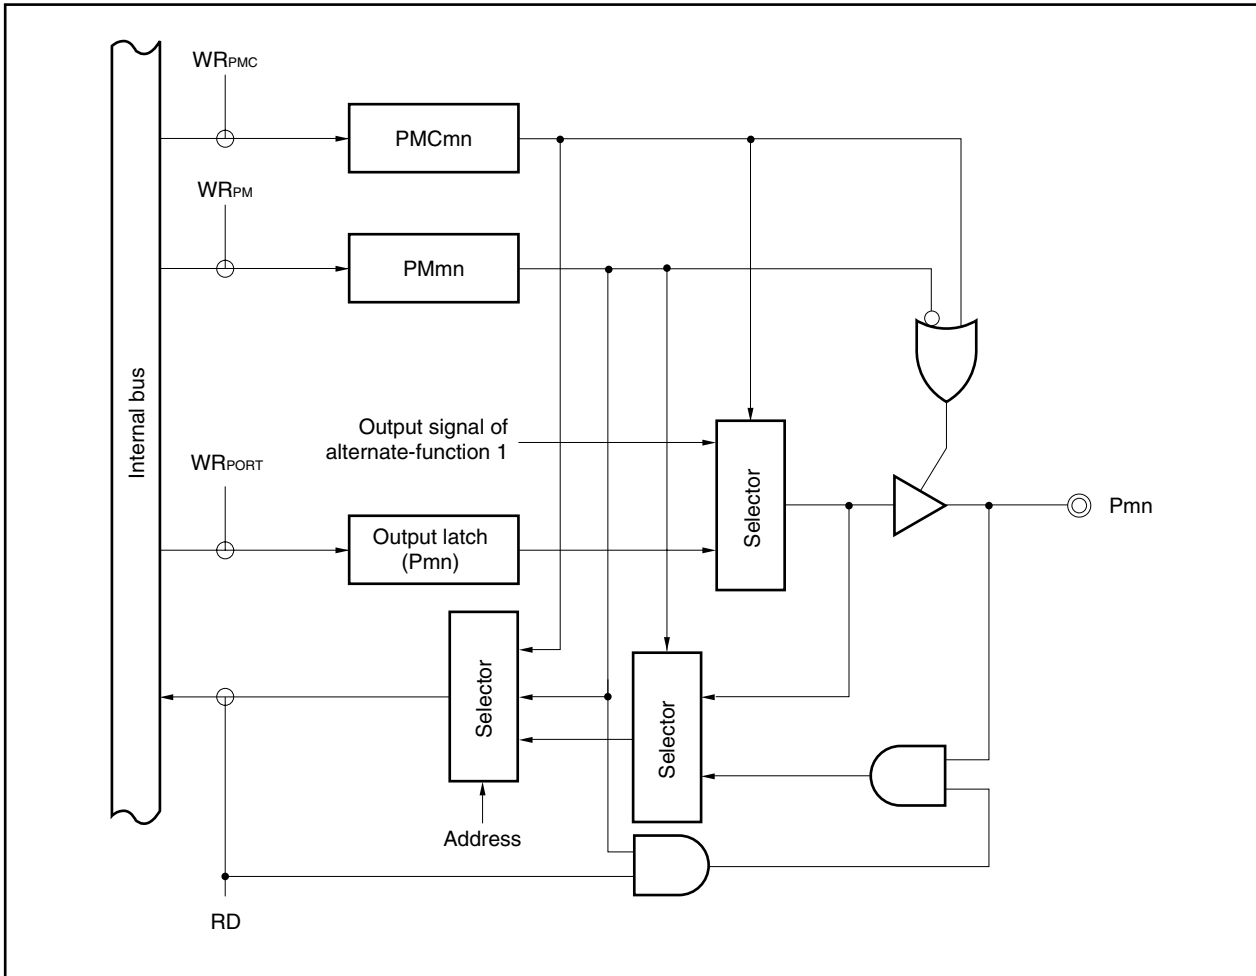 WRPMC
PMCmn
WRPM
PMmn
Internal bus
Output signal of
alternate-function 1
WRPORT
Output latch
(Pmn)
Selector
Pmn
Selector
Selector
Address
RD